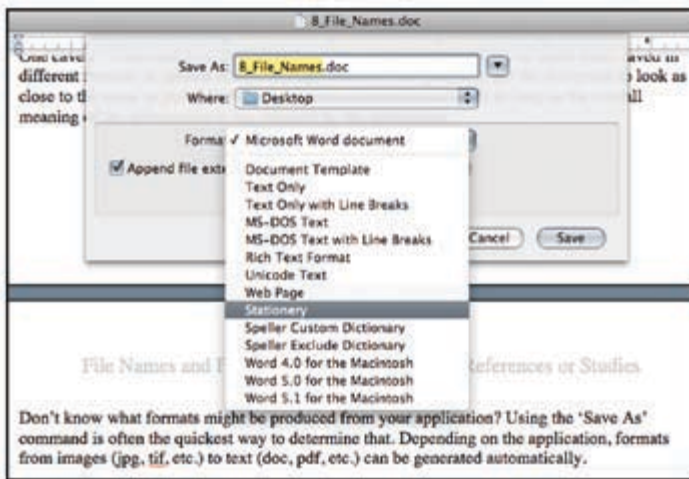 8_File_Names.doc
One cave
aved in
different
Save As: 8_File_Names.doc
look as
close to t
Where: Desktop
all
meaning
Format ✓ Microsoft Word document
Append file exte
Document Template
Text Only
Text Only with Line Breaks
MS-DOS Text
MS-DOS Text with Line Breaks
Cancel
Save
Rich Text Format
Unicode Text
Web Page
Stationery
Speller Custom Dictionary
Speller Exclude Dictionary
File Names and F
Word 4.0 for the Macintosh
eferences or Studies
Word 5.0 for the Macintosh
Word 5.1 for the Macintosh
Don't know what formats might be produced from your application? Using the 'Save As'
command is often the quickest way to determine that. Depending on the application, formats
from images (jpg, tif, etc.) to text (doc, pdf, etc.) can be generated automatically.